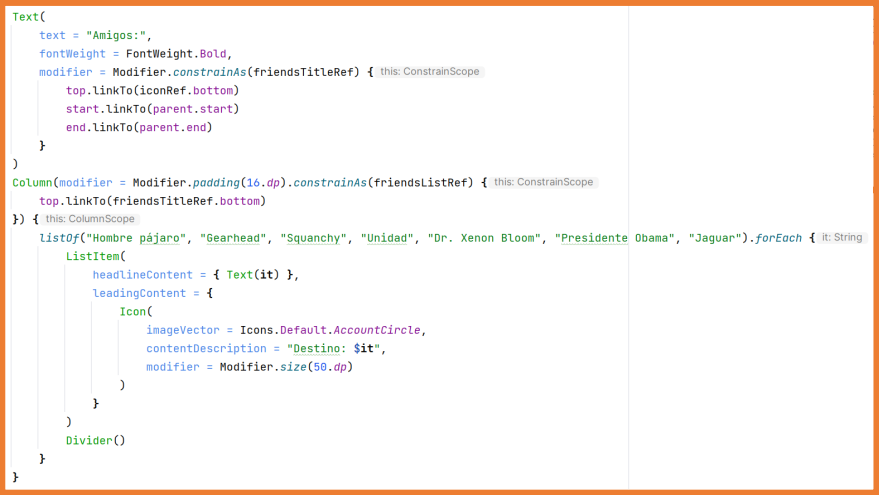 Text(
    text = "Amigos:",
    fontWeight = FontWeight.Bold,
    modifier = Modifier.constrainAs(friendsTitleRef) { this: ConstrainScope
        top.linkTo(iconRef.bottom)
        start.linkTo(parent.start)
        end.linkTo(parent.end)
    }
)
Column(modifier = Modifier.padding(16.dp).constrainAs(friendsListRef) { this: ConstrainScope
    top.linkTo(friendsTitleRef.bottom)
}) { this: ColumnScope
    listOf("Hombre pájaro", "Gearhead", "Squanchy", "Unidad", "Dr. Xenon Bloom", "Presidente Obama", "Jaguar").forEach { it: String
        ListItem(
            headlineContent = { Text(it) },
            leadingContent = {
                Icon(
                    imageVector = Icons.Default.AccountCircle,
                    contentDescription = "Destino: $it",
                    modifier = Modifier.size(50.dp)
                )
            }
        )
        Divider()
    }
}